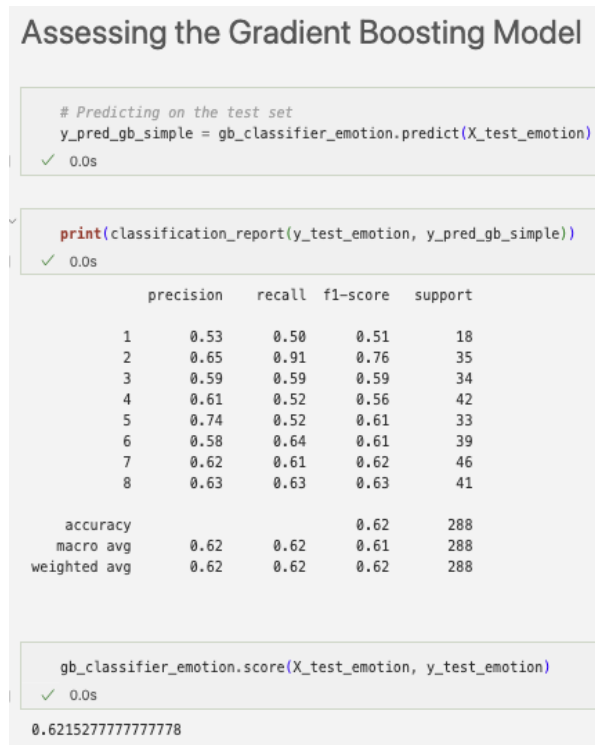 Assessing the Gradient Boosting Model
# Predicting on the test set
y_pred_gb_simple = gb_classifier_emotion.predict(X_test_emotion)
✓ 0.0s
print(classification_report(y_test_emotion, y_pred_gb_simple))
✓ 0.0s
precision recall f1-score support
1 0.53 0.50 0.51 18
2 0.65 0.91 0.76 35
3 0.59 0.59 0.59 34
4 0.61 0.52 0.56 42
5 0.74 0.52 0.61 33
6 0.58 0.64 0.61 39
7 0.62 0.61 0.62 46
8 0.63 0.63 0.63 41
accuracy 0.62 288
macro avg 0.62 0.62 0.61 288
weighted avg 0.62 0.62 0.62 288
gb_classifier_emotion.score(X_test_emotion, y_test_emotion)
✓ 0.0s
0.6215277777777778